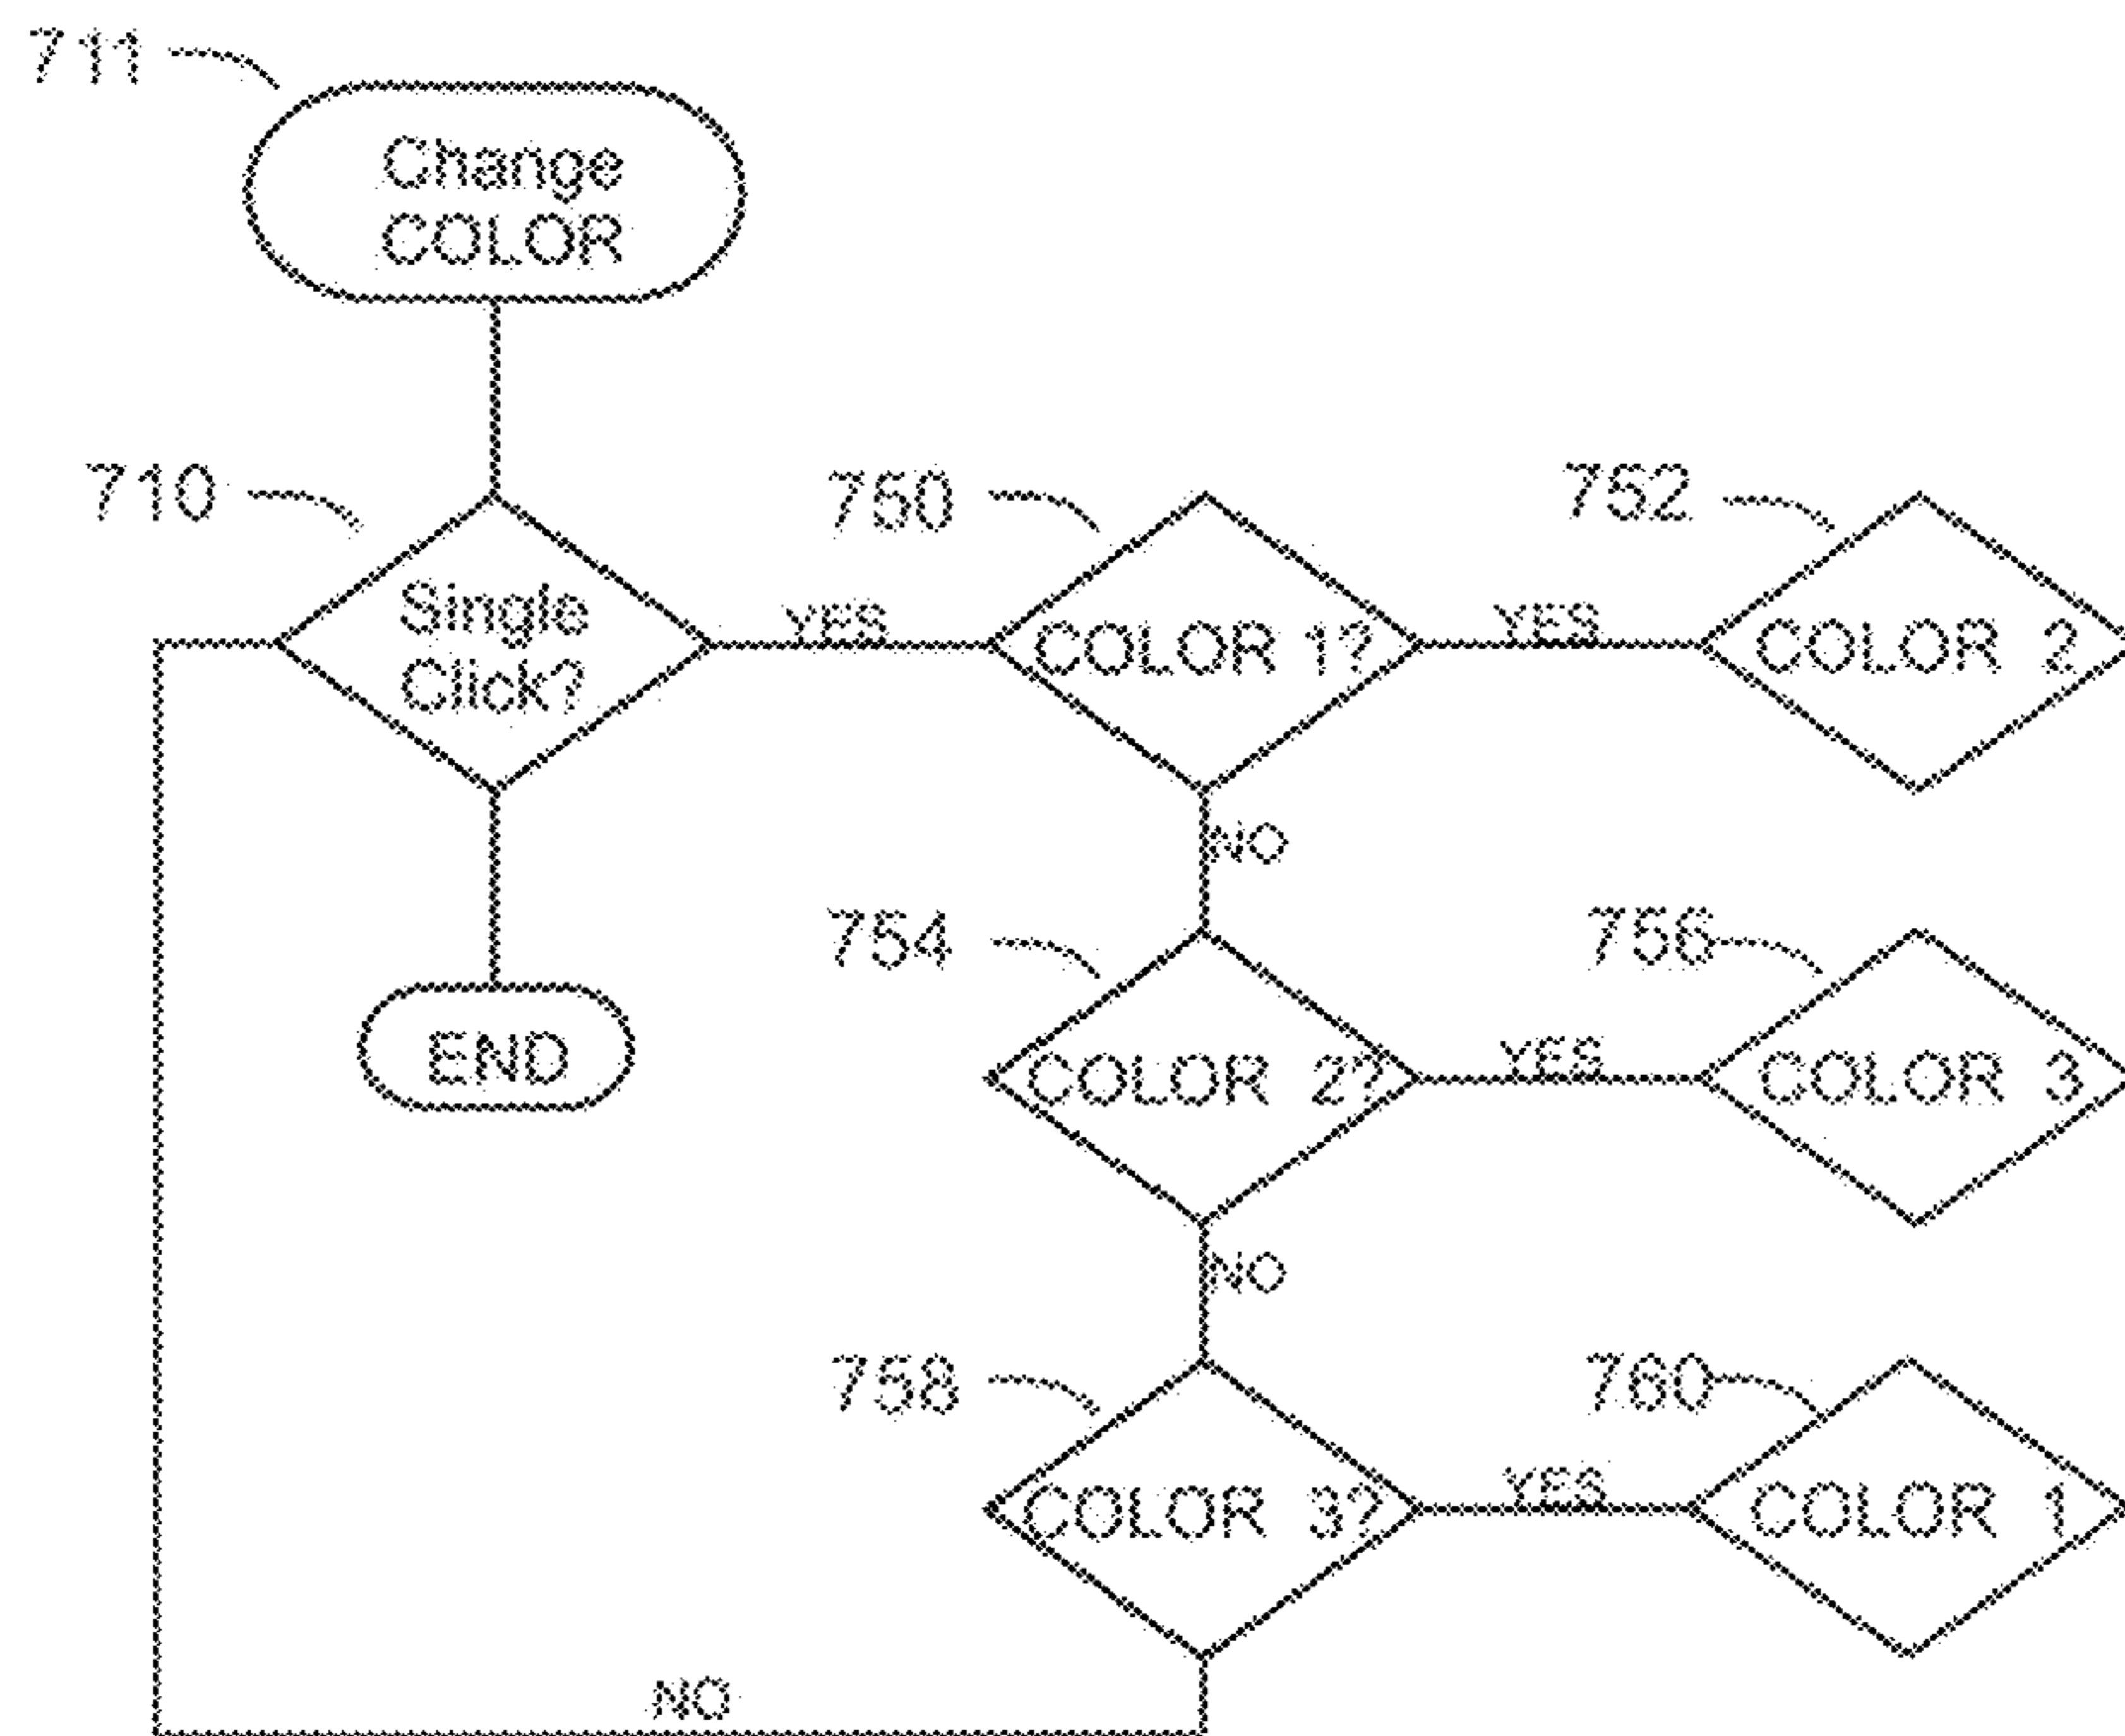 711
Change
COLOR
710
750
752
Single
Click?
YES
COLOR 1?
YES
COLOR 2
NO
754
756
END
COLOR 2?
YES
COLOR 3
NO
758
760
COLOR 3?
YES
COLOR 1
NO